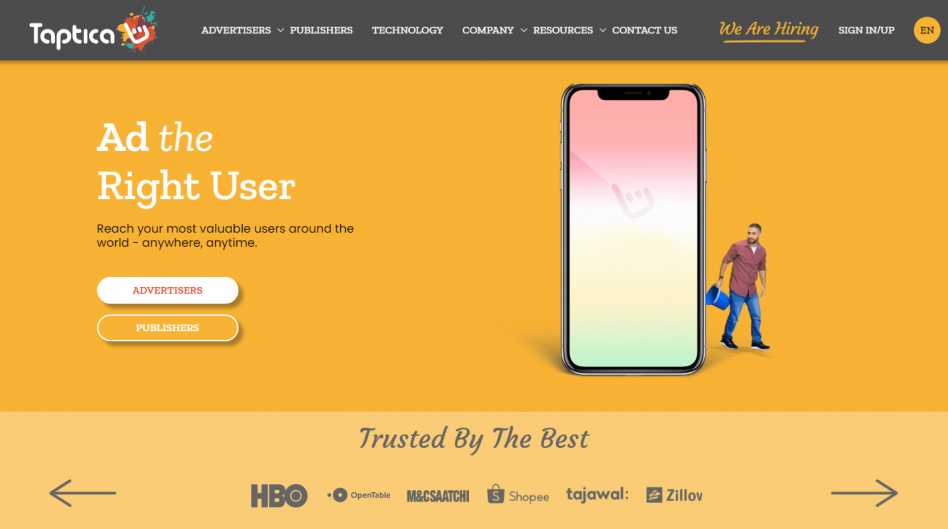 Taptica
ADVERTISERS PUBLISHERS TECHNOLOGY COMPANY RESOURCES CONTACT US We Are Hiring SIGN IN/UP EN
Ad the
Right User
Reach your most valuable users around the
world - anywhere, anytime.
ADVERTISERS
PUBLISHERS
Trusted By The Best
HBO OpenTable M&CSAATCHI Shopee tajawal: Zillov